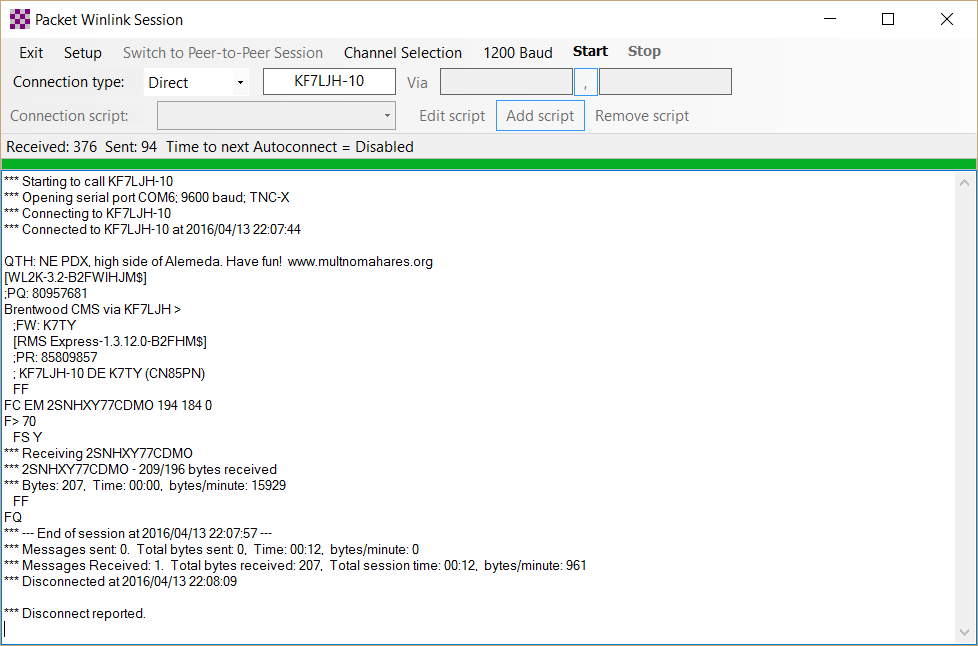 Packet Winlink Session
Exit Setup Switch to Peer-to-Peer Session Channel Selection 1200 Baud Start Stop
Connection type: Direct KF7LJH-10 Via ,
Connection script: Edit script Add script Remove script
Received: 376 Sent: 94 Time to next Autoconnect = Disabled
*** Starting to call KF7LJH-10
*** Opening serial port COM6; 9600 baud; TNC-X
*** Connecting to KF7LJH-10
*** Connected to KF7LJH-10 at 2016/04/13 22:07:44
QTH: NE PDX, high side of Alemeda. Have fun! www.multnomahares.org
[WL2K-3.2-B2FWIHJM$]
;PQ: 80957681
Brentwood CMS via KF7LJH >
;FW: K7TY
[RMS Express-1.3.12.0-B2FHM$]
;PR: 85809857
; KF7LJH-10 DE K7TY (CN85PN)
FF
FC EM 2SNHXY77CDMO 194 184 0
F> 70
FS Y
*** Receiving 2SNHXY77CDMO
*** 2SNHXY77CDMO - 209/196 bytes received
*** Bytes: 207, Time: 00:00, bytes/minute: 15929
FF
FQ
*** --- End of session at 2016/04/13 22:07:57 ---
*** Messages sent: 0. Total bytes sent: 0, Time: 00:12, bytes/minute: 0
*** Messages Received: 1. Total bytes received: 207, Total session time: 00:12, bytes/minute: 961
*** Disconnected at 2016/04/13 22:08:09
*** Disconnect reported.